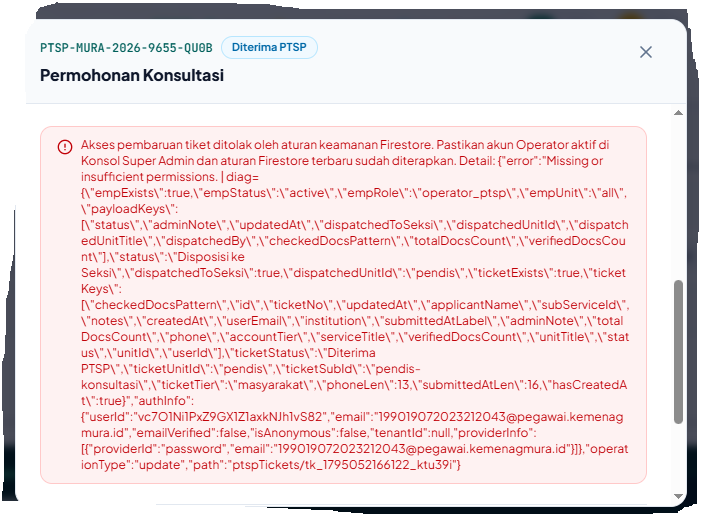 PTSP-MURA-2026-9655-QU0B Diterima PTSP
Permohonan Konsultasi
Akses pembaruan tiket ditolak oleh aturan keamanan Firestore. Pastikan akun Operator aktif di
Konsol Super Admin dan aturan Firestore terbaru sudah diterapkan. Detail: {"error":"Missing or
insufficient permissions. | diag=
{\"empExists\":true,\"empStatus\":\"active\",\"empRole\":\"operator_ptsp\",\"empUnit\":\"all\",
\"payloadKeys\":
[\"status\",\"adminNote\",\"updatedAt\",\"dispatchedToSeksi\",\"dispatchedUnitId\",\"dispatch
edUnitTitle\",\"dispatchedBy\",\"checkedDocsPattern\",\"totalDocsCount\",\"verifiedDocsCou
nt\"],\"status\":\"Disposisi ke
Seksi\",\"dispatchedToSeksi\":true,\"dispatchedUnitId\":\"pendis\",\"ticketExists\":true,\"ticket
Keys\":
[\"checkedDocsPattern\",\"id\",\"ticketNo\",\"updatedAt\",\"applicantName\",\"subServiceId\",
\"notes\",\"createdAt\",\"userEmail\",\"institution\",\"submittedAtLabel\",\"adminNote\",\"total
DocsCount\",\"phone\",\"accountTier\",\"serviceTitle\",\"verifiedDocsCount\",\"unitTitle\",\"stat
us\",\"unitId\",\"userId\"],\"ticketStatus\":\"Diterima
PTSP\",\"ticketUnitId\":\"pendis\",\"ticketSubId\":\"pendis-
konsultasi\",\"ticketTier\":\"masyarakat\",\"phoneLen\":13,\"submittedAtLen\":16,\"hasCreatedA
t\":true}","authInfo":
{"userId":"vc7O1Ni1PxZ9GX1Z1axkNJh1vS82","email":"199019072023212043@pegawai.kemenag
mura.id","emailVerified":false,"isAnonymous":false,"tenantId":null,"providerInfo":
[{"providerId":"password","email":"199019072023212043@pegawai.kemenagmura.id"}]},"operat
ionType":"update","path":"ptspTickets/tk_1795052166122_ktu39i"}